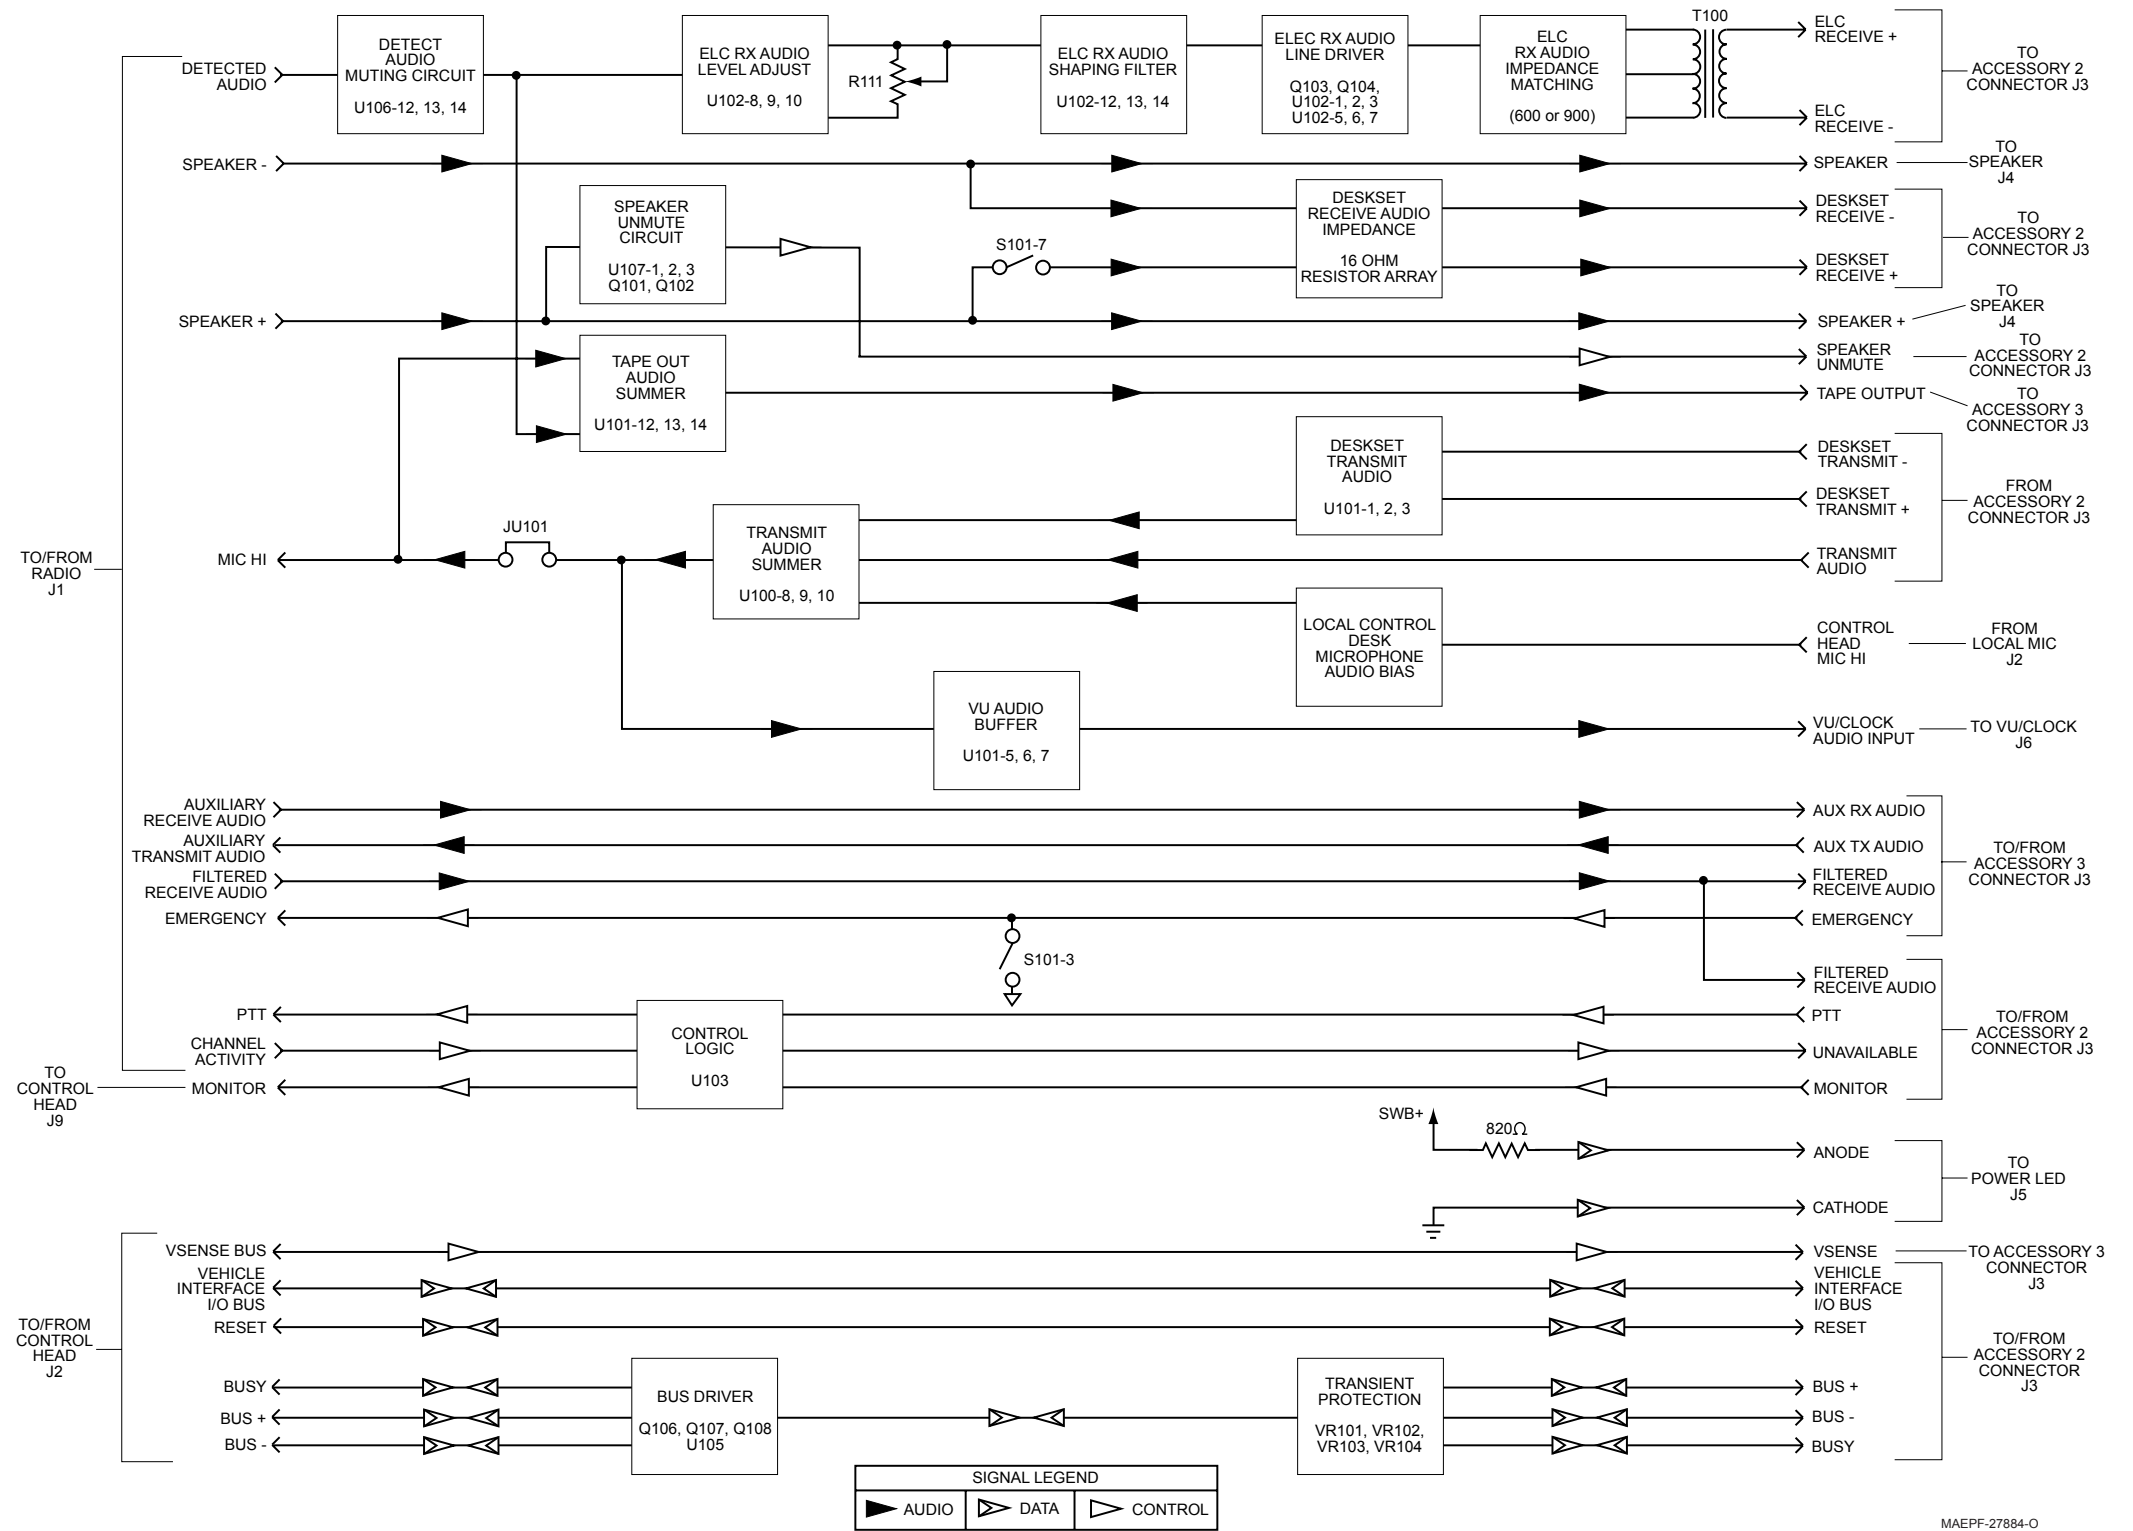 DETECTED
AUDIO
DETECT
AUDIO
MUTING CIRCUIT
U106-12, 13, 14
ELC RX AUDIO
LEVEL ADJUST
U102-8, 9, 10
R111
ELC RX AUDIO
SHAPING FILTER
U102-12, 13, 14
ELEC RX AUDIO
LINE DRIVER
Q103, Q104,
U102-1, 2, 3
U102-5, 6, 7
ELC
RX AUDIO
IMPEDANCE
MATCHING
(600 or 900)
T100
ELC
RECEIVE +
ELC
RECEIVE -
TO
ACCESSORY 2
CONNECTOR J3
SPEAKER -
SPEAKER
TO
SPEAKER
J4
SPEAKER
UNMUTE
CIRCUIT
U107-1, 2, 3
Q101, Q102
S101-7
DESKSET
RECEIVE AUDIO
IMPEDANCE
16 OHM
RESISTOR ARRAY
DESKSET
RECEIVE -
DESKSET
RECEIVE +
TO
ACCESSORY 2
CONNECTOR J3
SPEAKER +
SPEAKER +
TO
SPEAKER
J4
SPEAKER
UNMUTE
TO
ACCESSORY 2
CONNECTOR J3
TAPE OUT
AUDIO
SUMMER
U101-12, 13, 14
TAPE OUTPUT
TO
ACCESSORY 3
CONNECTOR J3
DESKSET
TRANSMIT
AUDIO
U101-1, 2, 3
DESKSET
TRANSMIT -
DESKSET
TRANSMIT +
FROM
ACCESSORY 2
CONNECTOR J3
TO/FROM
RADIO
J1
MIC HI
JU101
TRANSMIT
AUDIO
SUMMER
U100-8, 9, 10
TRANSMIT
AUDIO
LOCAL CONTROL
DESK
MICROPHONE
AUDIO BIAS
CONTROL
HEAD
MIC HI
FROM
LOCAL MIC
J2
VU AUDIO
BUFFER
U101-5, 6, 7
VU/CLOCK
AUDIO INPUT
TO VU/CLOCK
J6
AUXILIARY
RECEIVE AUDIO
AUX RX AUDIO
AUXILIARY
TRANSMIT AUDIO
AUX TX AUDIO
FILTERED
RECEIVE AUDIO
FILTERED
RECEIVE AUDIO
TO/FROM
ACCESSORY 3
CONNECTOR J3
EMERGENCY
EMERGENCY
S101-3
FILTERED
RECEIVE AUDIO
PTT
CONTROL
LOGIC
U103
PTT
CHANNEL
ACTIVITY
UNAVAILABLE
TO/FROM
ACCESSORY 2
CONNECTOR J3
TO
CONTROL
HEAD
J9
MONITOR
MONITOR
SWB+
820Ω
ANODE
CATHODE
TO
POWER LED
J5
VSENSE BUS
VSENSE
TO ACCESSORY 3
CONNECTOR
J3
VEHICLE
INTERFACE
I/O BUS
VEHICLE
INTERFACE
I/O BUS
TO/FROM
CONTROL
HEAD
J2
RESET
RESET
TO/FROM
ACCESSORY 2
CONNECTOR
J3
BUSY
BUS +
BUS -
BUS DRIVER
Q106, Q107, Q108
U105
TRANSIENT
PROTECTION
VR101, VR102,
VR103, VR104
BUS +
BUS -
BUSY
SIGNAL LEGEND
AUDIO
DATA
CONTROL
MAEPF-27884-O